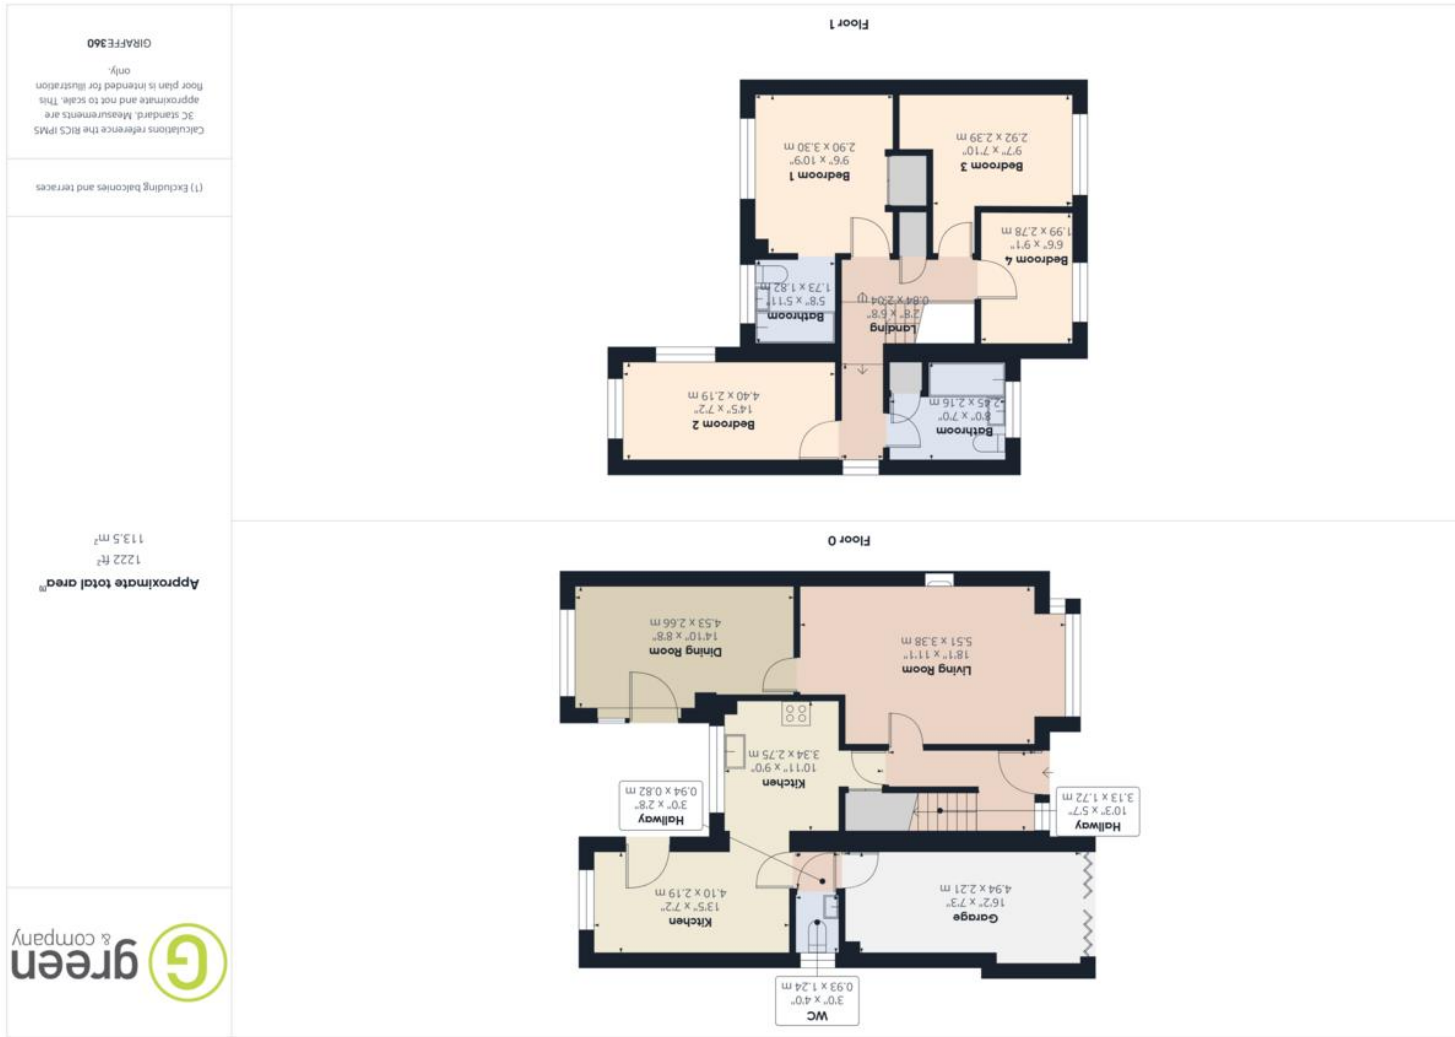 green
& company
Approximate total area⁽¹⁾
1222 ft²
113.5 m²
(1) Excluding balconies and terraces
Calculations reference the RICS IPMS
3C standard. Measurements are
approximate and not to scale. This
floor plan is intended for illustration
only.
GIRAFFE360
WC
3'0" x 4'0"
0.93 x 1.24 m
Garage
16'2" x 7'3"
4.94 x 2.21 m
Kitchen
13'5" x 7'2"
4.10 x 2.19 m
Hallway
10'3" x 5'7"
3.13 x 1.72 m
Hallway
3'0" x 2'8"
0.94 x 0.82 m
Kitchen
10'11" x 9'0"
3.34 x 2.75 m
Living Room
18'1" x 11'1"
5.51 x 3.38 m
Dining Room
14'10" x 8'8"
4.53 x 2.66 m
Floor 0
Bathroom
8'0" x 7'0"
2.45 x 2.16 m
Bedroom 2
14'5" x 7'2"
4.40 x 2.19 m
Landing
2'8" x 6'8"
0.84 x 2.04 m
Bathroom
5'8" x 5'11"
1.73 x 1.82 m
Bedroom 4
6'6" x 9'1"
1.99 x 2.78 m
Bedroom 3
9'7" x 7'10"
2.92 x 2.39 m
Bedroom 1
9'6" x 10'9"
2.90 x 3.30 m
Floor 1